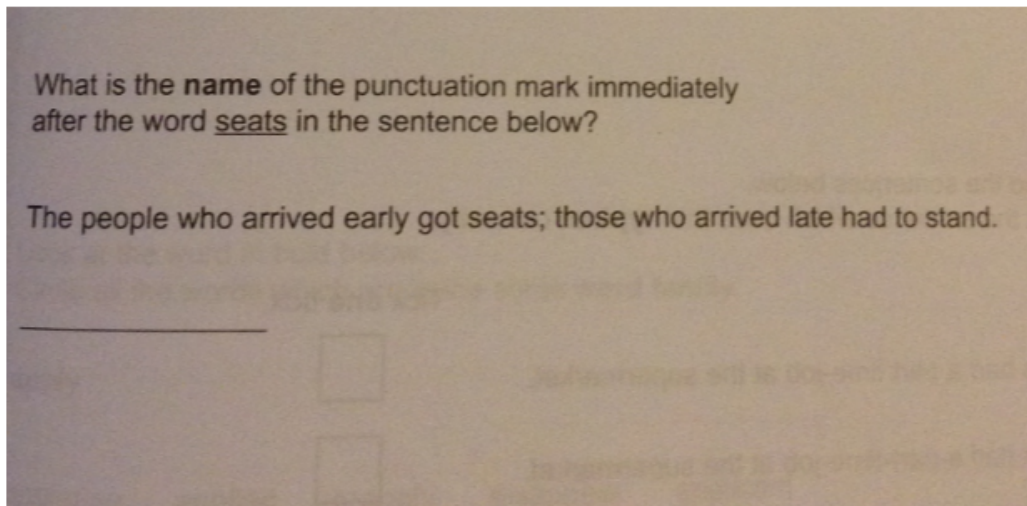 What is the name of the punctuation mark immediately
after the word seats in the sentence below?
The people who arrived early got seats; those who arrived late had to stand.